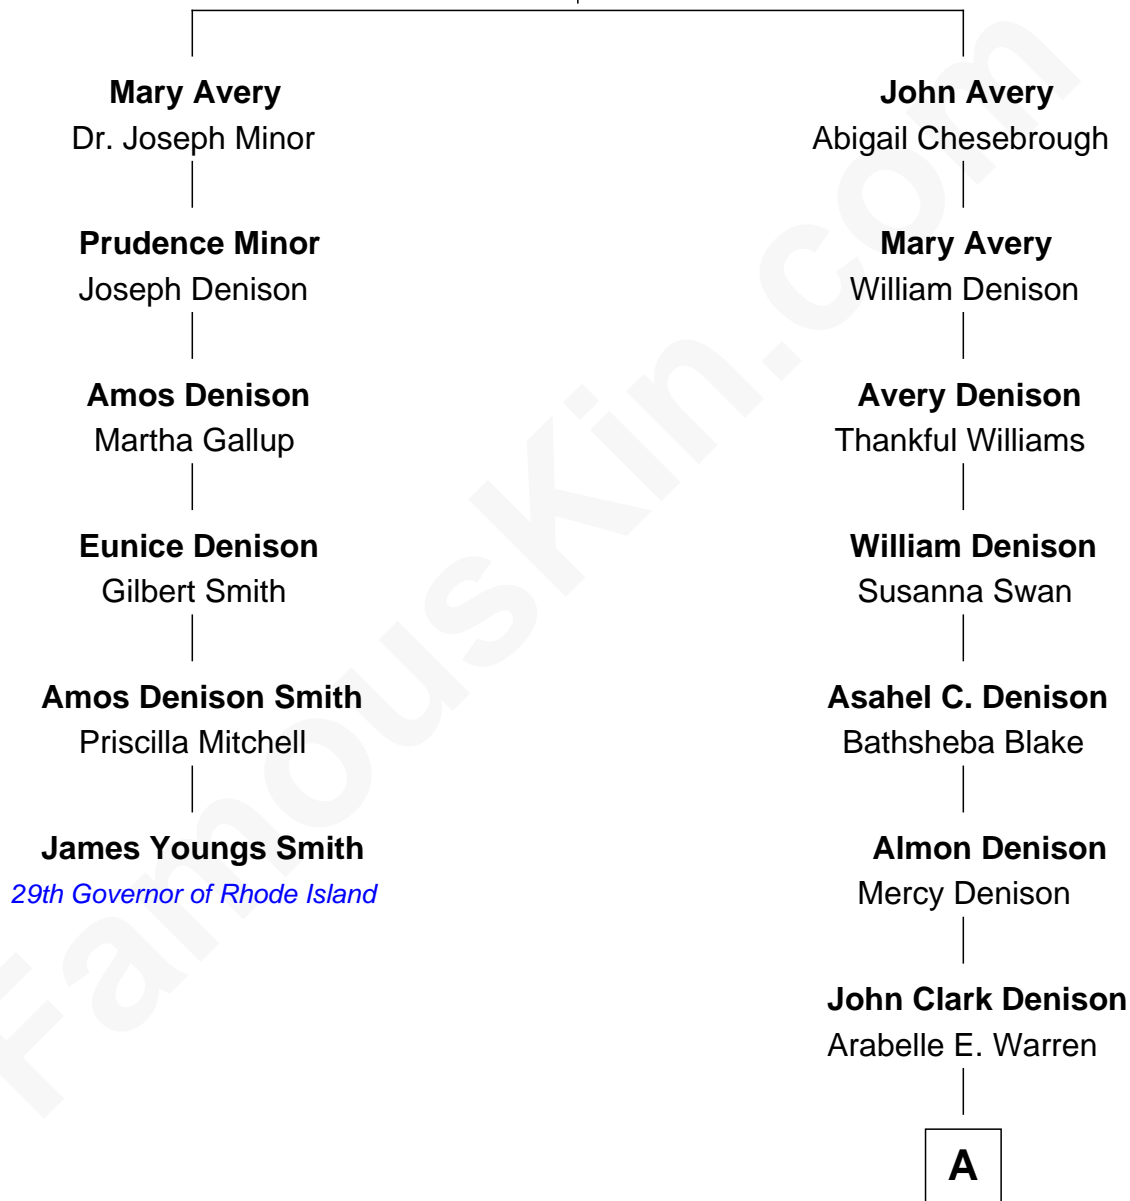 Mary Avery
Dr. Joseph Minor
Prudence Minor
Joseph Denison
Amos Denison
Martha Gallup
Eunice Denison
Gilbert Smith
Amos Denison Smith
Priscilla Mitchell
James Youngs Smith
29th Governor of Rhode Island
John Avery
Abigail Chesebrough
Mary Avery
William Denison
Avery Denison
Thankful Williams
William Denison
Susanna Swan
Asahel C. Denison
Bathsheba Blake
Almon Denison
Mercy Denison
John Clark Denison
Arabelle E. Warren
A
FamousKin.com